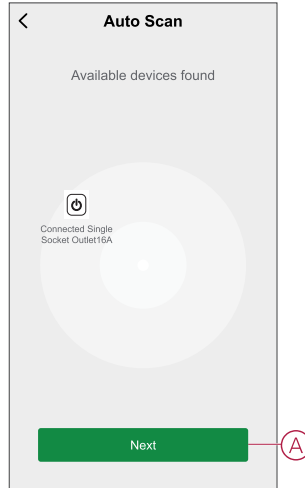 Auto Scan
Available devices found
Connected Single
Socket Outlet16A
Next
A